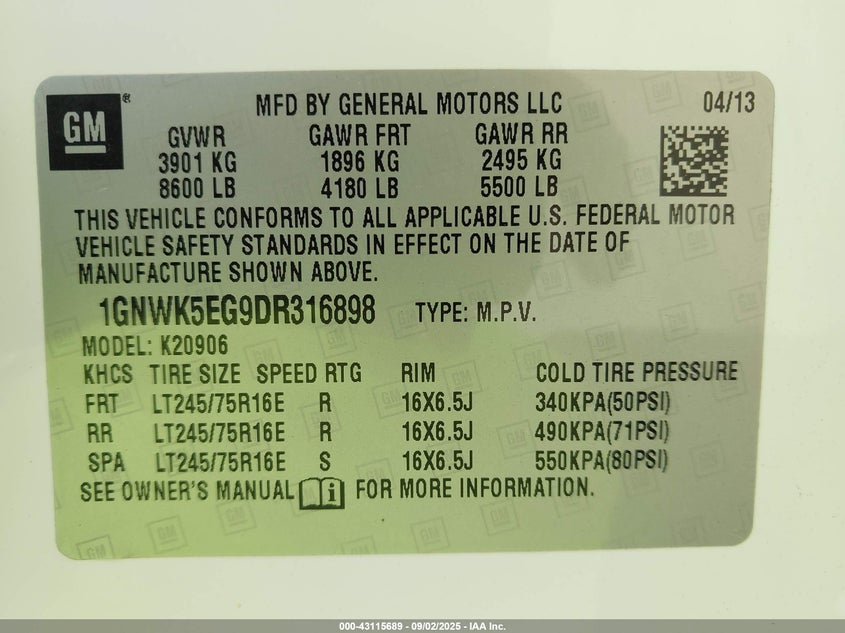 GM®
MFD BY GENERAL MOTORS LLC 04/13
GVWR GAWR FRT GAWR RR
3901 KG 1896 KG 2495 KG
8600 LB 4180 LB 5500 LB
THIS VEHICLE CONFORMS TO ALL APPLICABLE U.S. FEDERAL MOTOR
VEHICLE SAFETY STANDARDS IN EFFECT ON THE DATE OF
MANUFACTURE SHOWN ABOVE.
1GNWK5EG9DR316898 TYPE: M.P.V.
MODEL: K20906
KHCS TIRE SIZE SPEED RTG RIM COLD TIRE PRESSURE
FRT LT245/75R16E R 16X6.5J 340KPA(50PSI)
RR LT245/75R16E R 16X6.5J 490KPA(71PSI)
SPA LT245/75R16E S 16X6.5J 550KPA(80PSI)
SEE OWNER'S MANUAL i FOR MORE INFORMATION.
000-43115689 - 09/02/2025 - IAA Inc.